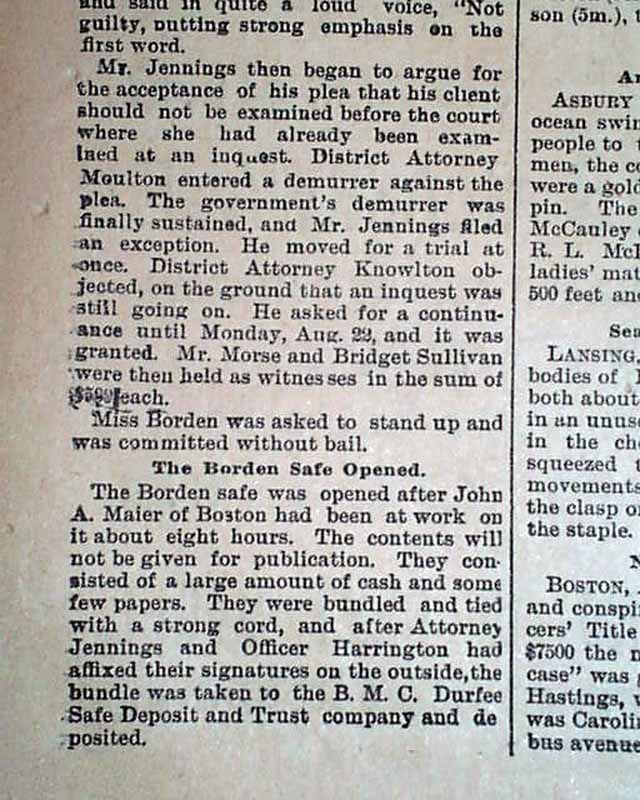 and said in quite a loud voice, "Not
guilty, putting strong emphasis on the
first word.
Mr. Jennings then began to argue for
the acceptance of his plea that his client
should not be examined before the court
where she had already been exam-
ined at an inquest. District Attorney
Moulton entered a demurrer against the
plea. The government's demurrer was
finally sustained, and Mr. Jennings filed
an exception. He moved for a trial at
once. District Attorney Knowlton ob-
jected, on the ground that an inquest was
still going on. He asked for a continu-
ance until Monday, Aug. 22, and it was
granted. Mr. Morse and Bridget Sullivan
were then held as witnesses in the sum of
each.
Miss Borden was asked to stand up and
was committed without bail.
The Borden Safe Opened.
The Borden safe was opened after John
A. Maier of Boston had been at work on
it about eight hours. The contents will
not be given for publication. They con-
sisted of a large amount of cash and some
few papers. They were bundled and tied
with a strong cord, and after Attorney
Jennings and Officer Harrington had
affixed their signatures on the outside,the
bundle was taken to the B. M. C. Durfee
Safe Deposit and Trust company and de
posited.
son (5m.),
ASBURY
ocean
people to
men, the
were a
pin. The
McCauley
R. L.
ladies'
500 feet
LANSING,
bodies of
both about
in an
in the
squeezed
movements
the clasp
the staple.
BOSTON,
and
cers' Title
$7500 the
case" was
Hastings,
was
bus